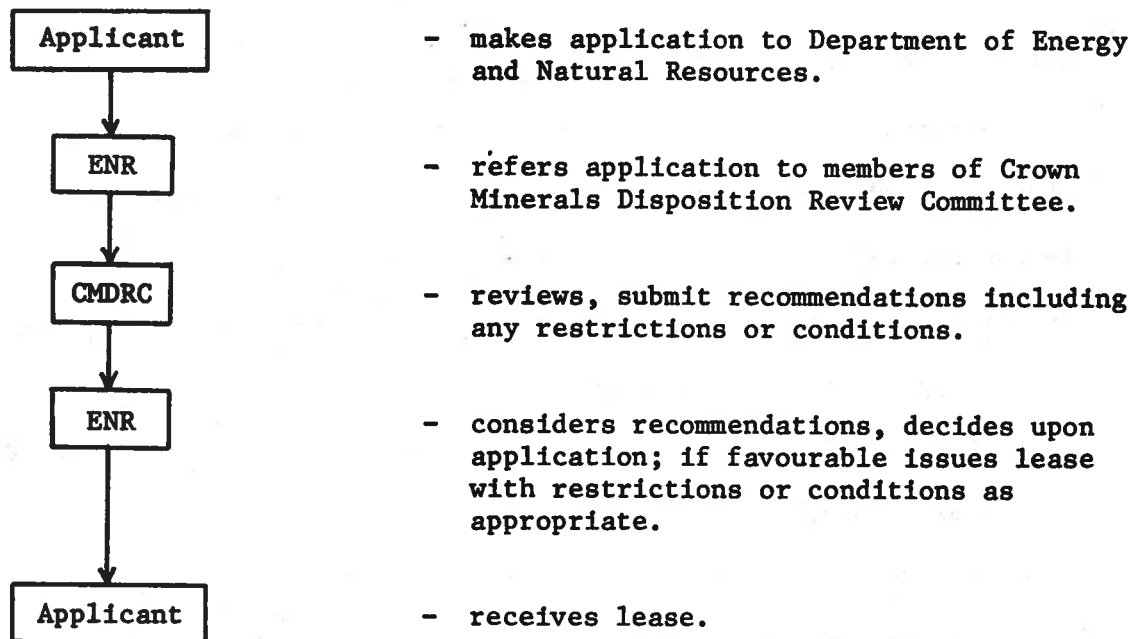 Applicant - makes application to Department of Energy
and Natural Resources.
ENR - refers application to members of Crown
Minerals Disposition Review Committee.
CMDRC - reviews, submit recommendations including
any restrictions or conditions.
ENR - considers recommendations, decides upon
application; if favourable issues lease
with restrictions or conditions as
appropriate.
Applicant - receives lease.